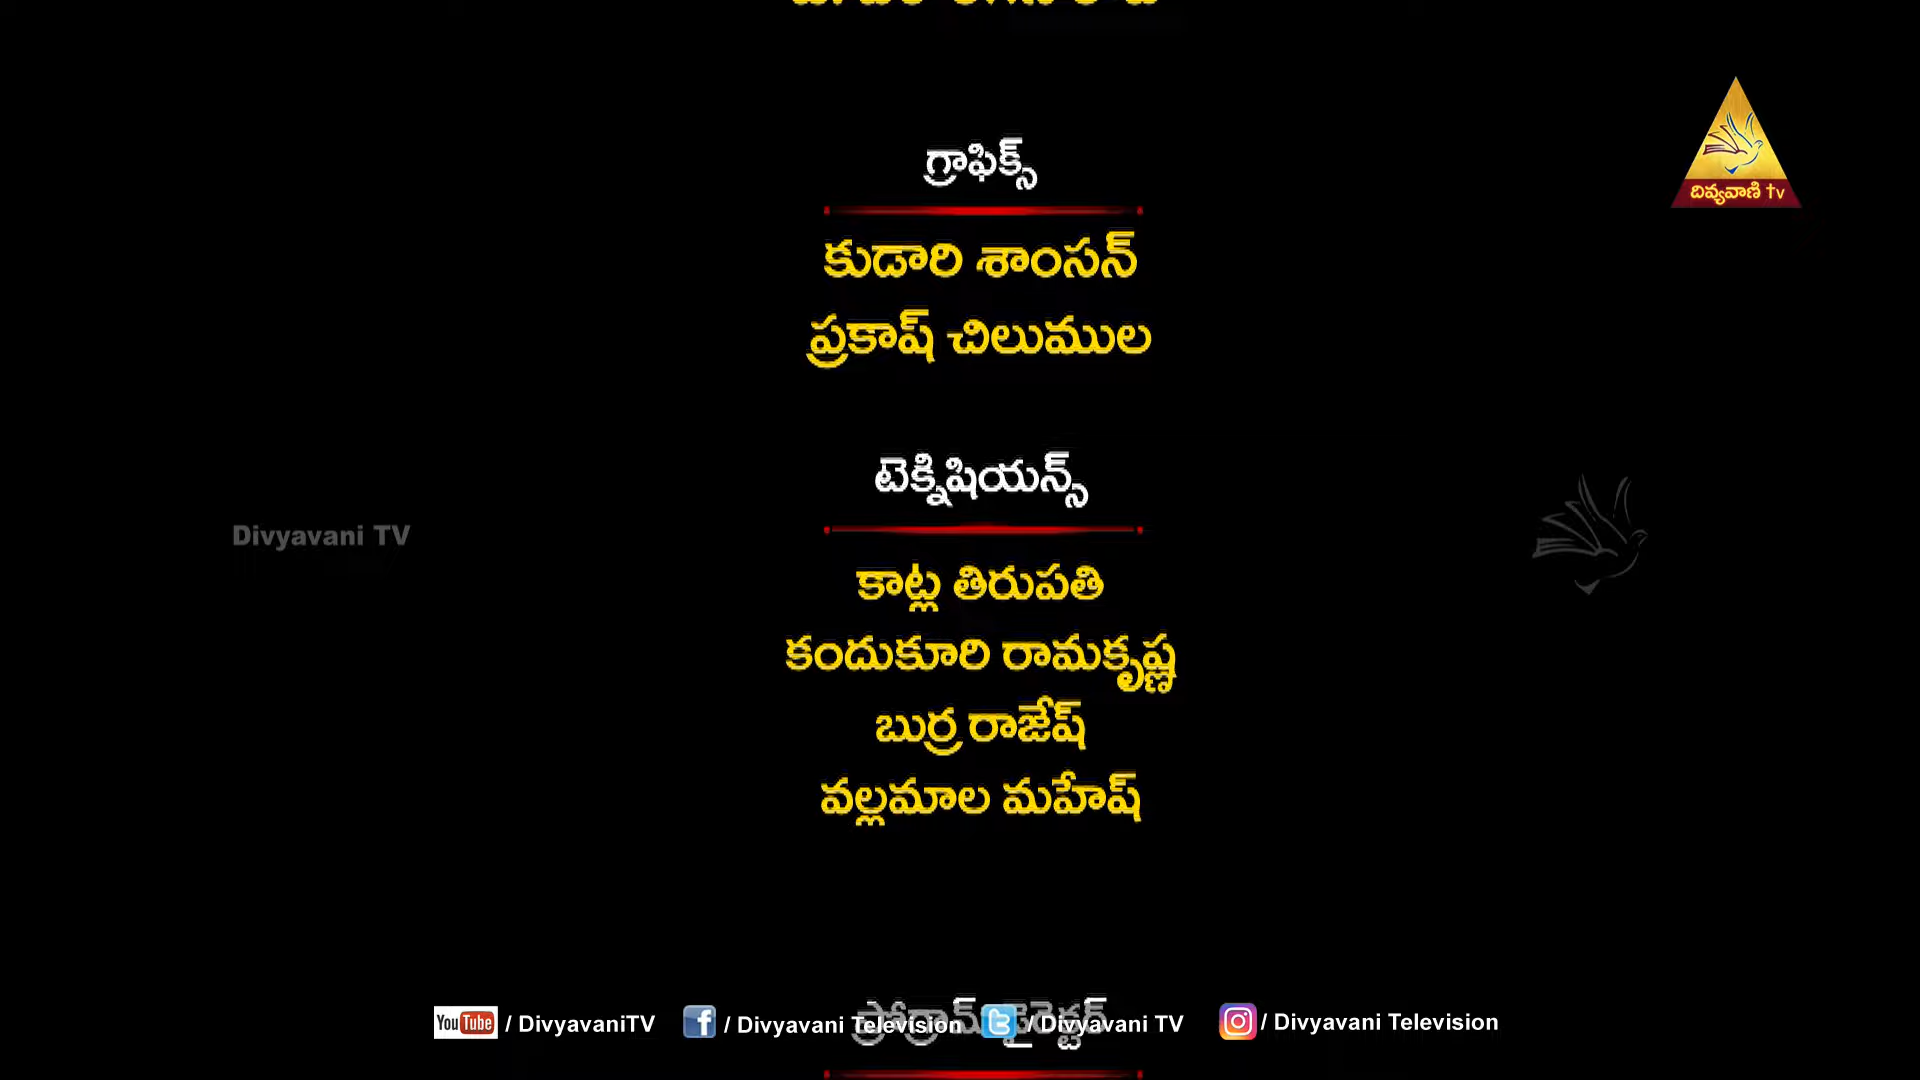 గ్రాఫిక్స్
దివ్యవాణి tv
కుడారి శాంసన్
ప్రకాష్ చిలుముల
టెక్నిషియన్స్
Divyavani TV
కాట్ల తిరుపతి
కందుకూరి రామకృష్ణ
బుర్ర రాజేష్
వల్లమాల మహేష్
ప్రోగ్రామ్ డైరెక్టర్
YouTube / DivyavaniTV / Divyavani Television / Divyavani TV / Divyavani Television